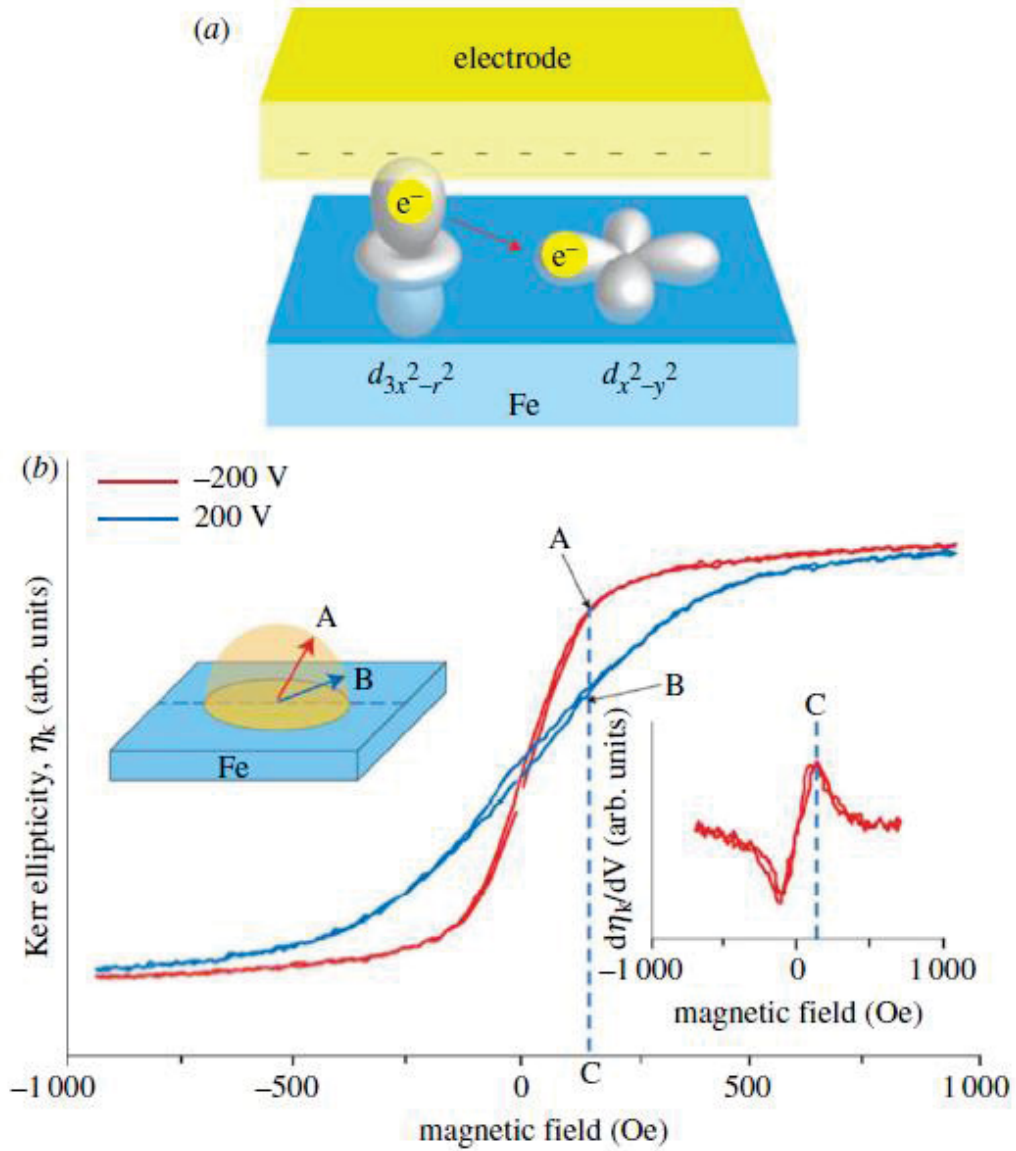 (a)
electrode
– – – – – – – – – –
e⁻
e⁻
d₃ₓ²₋ᵣ²
dₓ²₋ᵧ²
Fe
(b)
–200 V
200 V
A
B
A
B
Fe
C
Kerr ellipticity, ηₖ (arb. units)
dηₖ/dV (arb. units)
–1 000 0 1 000
magnetic field (Oe)
–1 000 –500 0 C 500 1 000
magnetic field (Oe)